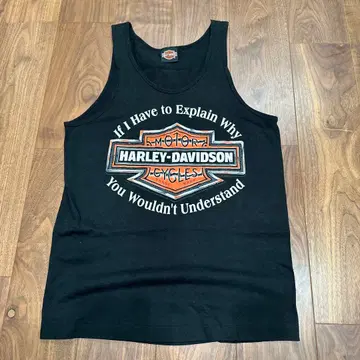 If I Have to Explain Why
MOTOR
HARLEY-DAVIDSON
CYCLES
You Wouldn't Understand